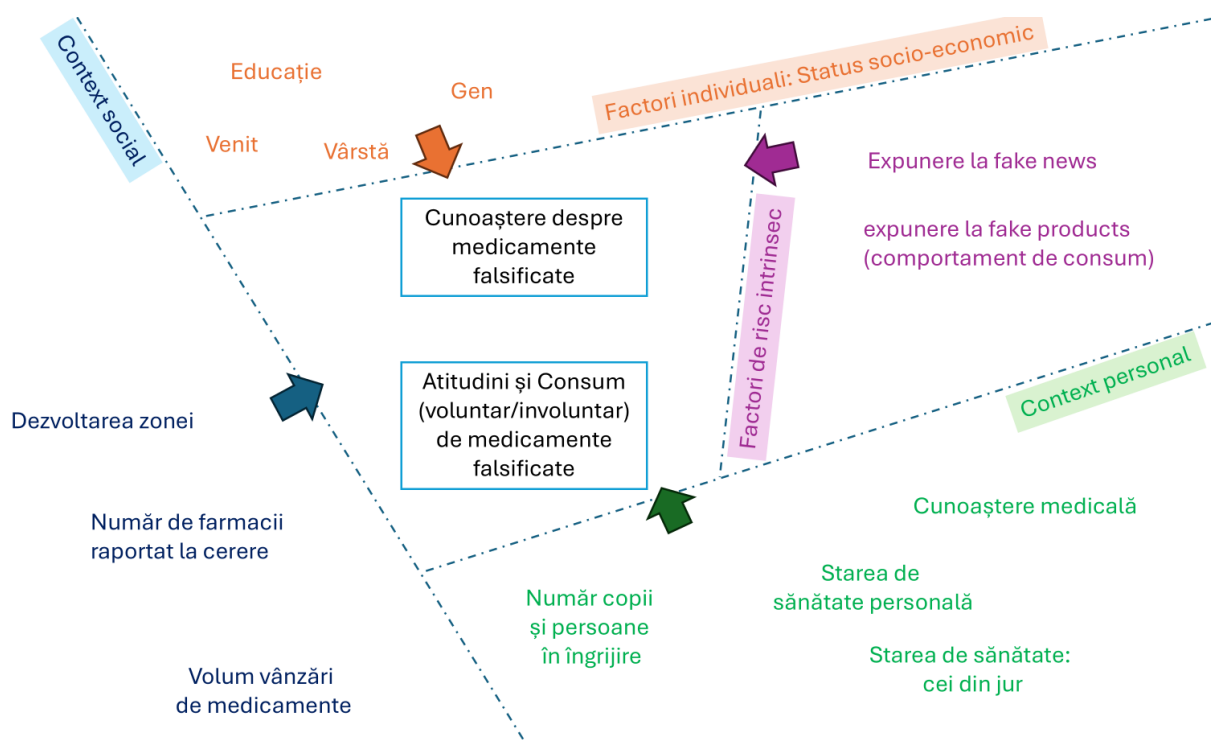 Context social
Educație
Gen
Venit
Vârstă
Factori individuali: Status socio-economic
Cunoaștere despre
medicamente
falsificate
Atitudini și Consum
(voluntar/involuntar)
de medicamente
falsificate
Factori de risc intrinsec
Expunere la fake news
expunere la fake products
(comportament de consum)
Context personal
Dezvoltarea zonei
Număr de farmacii
raportat la cerere
Volum vânzări
de medicamente
Număr copii
și persoane
în îngrijire
Cunoaștere medicală
Starea de
sănătate personală
Starea de sănătate:
cei din jur